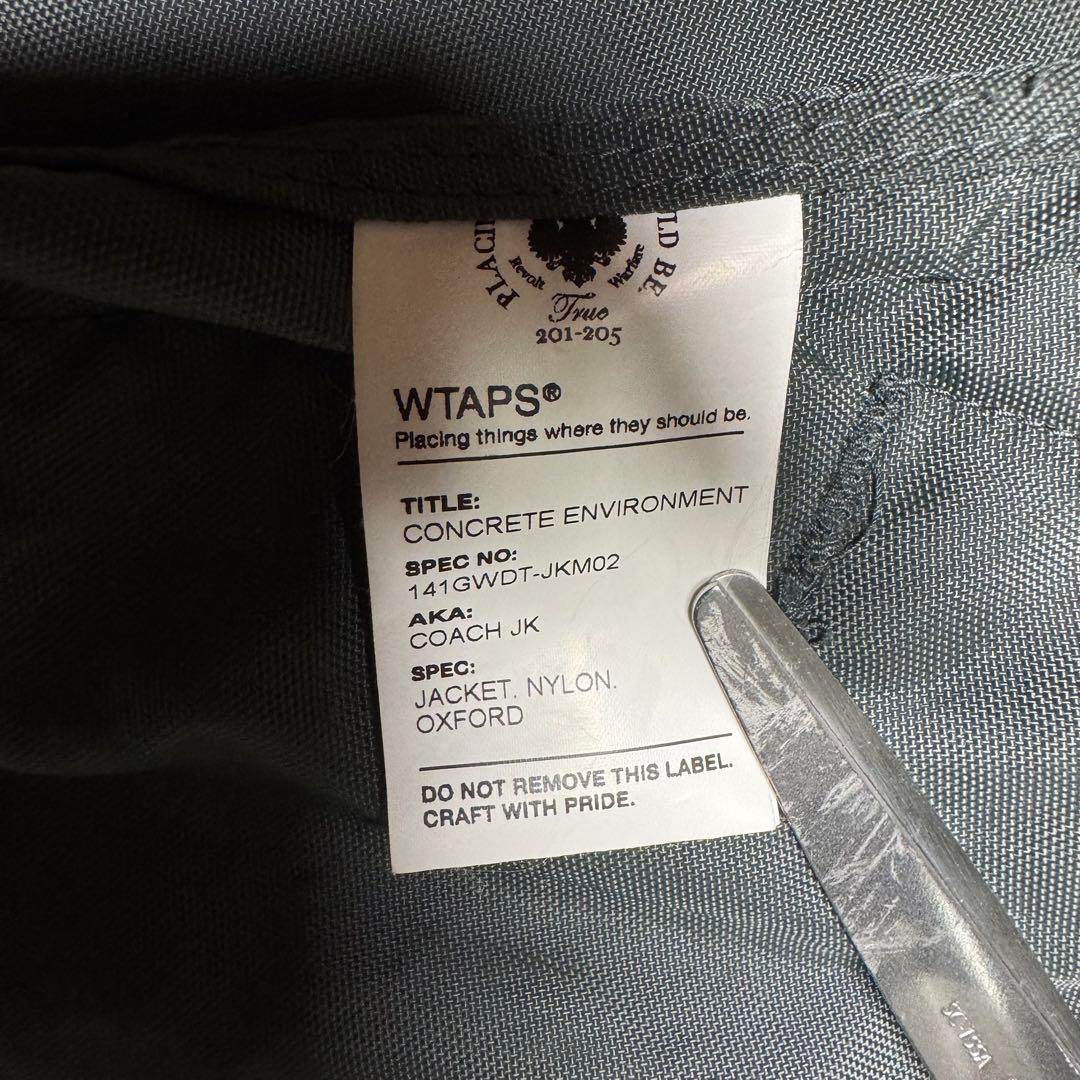 PLACI
LD BE.
Revolt
Warfare
True
201-205
WTAPS®
Placing things where they should be.
TITLE:
CONCRETE ENVIRONMENT
SPEC NO:
141GWDT-JKM02
AKA:
COACH JK
SPEC:
JACKET. NYLON.
OXFORD
DO NOT REMOVE THIS LABEL.
CRAFT WITH PRIDE.